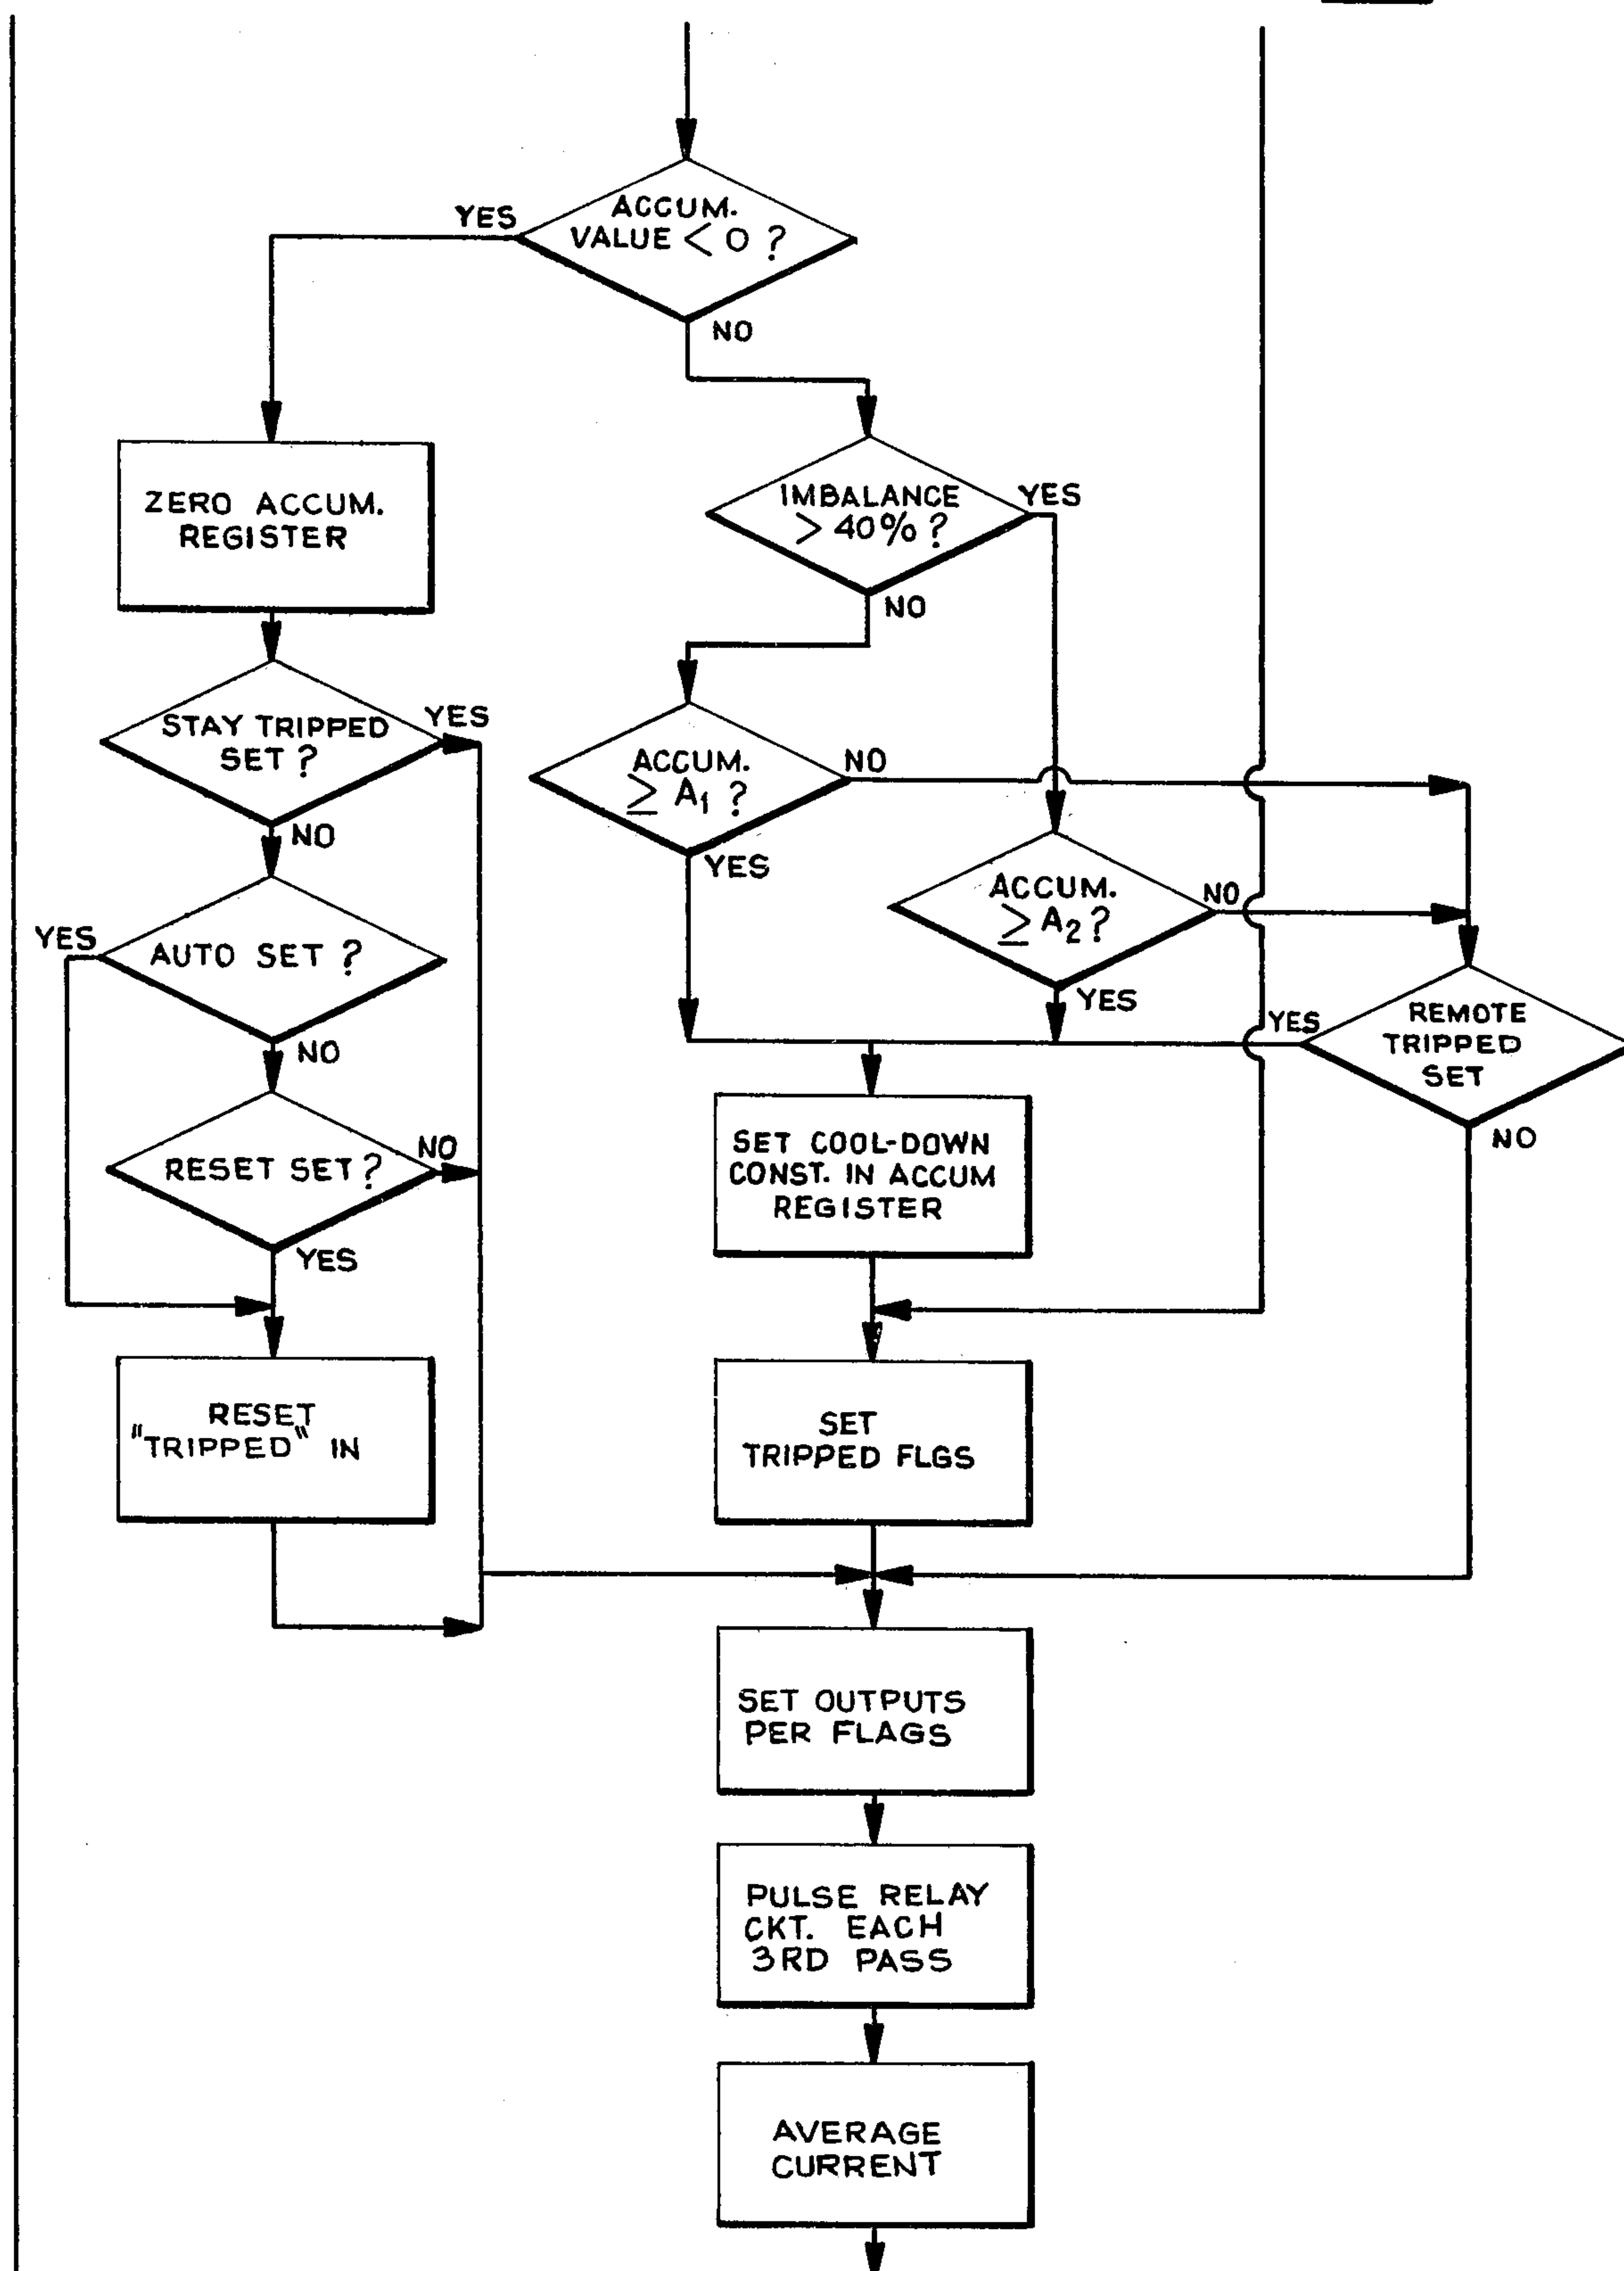 YES
ACCUM.
VALUE < 0 ?
NO
ZERO ACCUM.
REGISTER
IMBALANCE
> 40% ?
YES
NO
STAY TRIPPED
SET ?
YES
NO
ACCUM.
≥ A1 ?
NO
YES
ACCUM.
≥ A2 ?
NO
YES
YES
AUTO SET ?
NO
YES
REMOTE
TRIPPED
SET
NO
RESET SET ?
NO
YES
SET COOL-DOWN
CONST. IN ACCUM
REGISTER
RESET
"TRIPPED" IN
SET
TRIPPED FLGS
SET OUTPUTS
PER FLAGS
PULSE RELAY
CKT. EACH
3RD PASS
AVERAGE
CURRENT